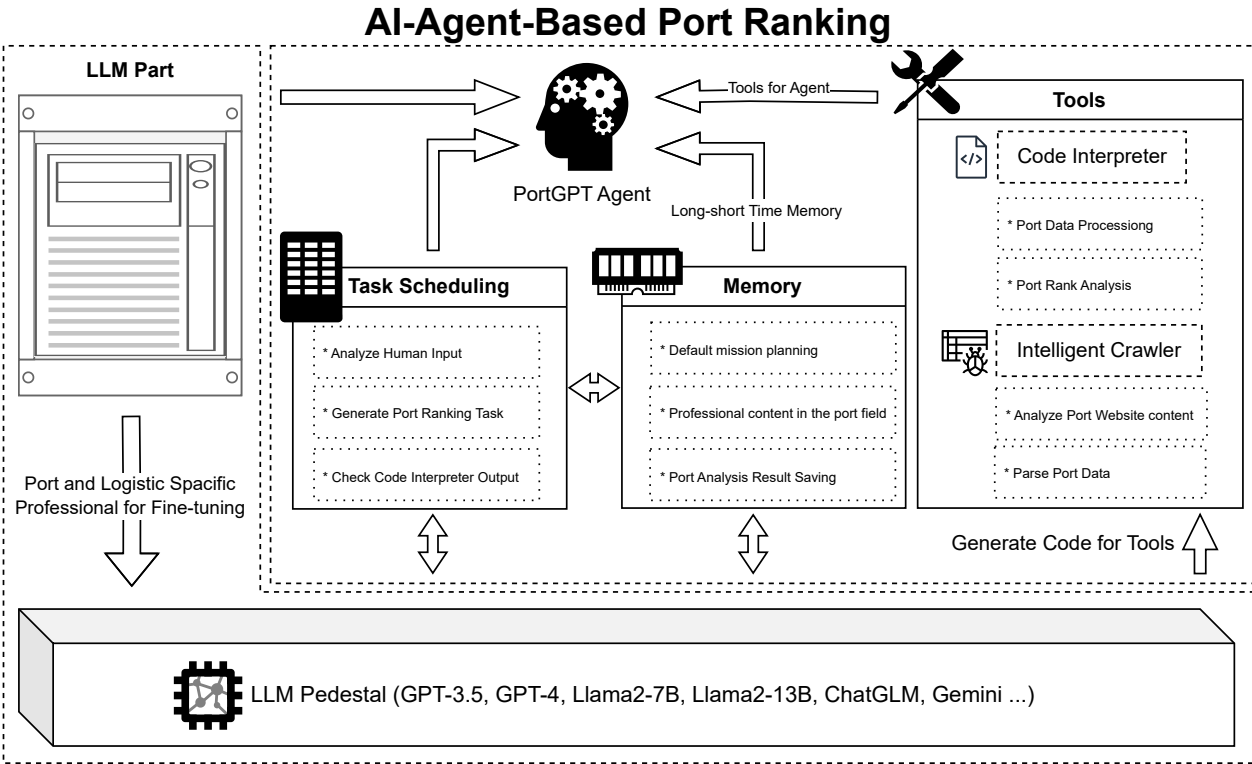 AI-Agent-Based Port Ranking
LLM Part
Port and Logistic Spacific
Professional for Fine-tuning
PortGPT Agent
Tools for Agent
Long-short Time Memory
Task Scheduling
* Analyze Human Input
* Generate Port Ranking Task
* Check Code Interpreter Output
Memory
* Default mission planning
* Professional content in the port field
* Port Analysis Result Saving
Tools
</>
Code Interpreter
* Port Data Processiong
* Port Rank Analysis
Intelligent Crawler
* Analyze Port Website content
* Parse Port Data
Generate Code for Tools
LLM Pedestal (GPT-3.5, GPT-4, Llama2-7B, Llama2-13B, ChatGLM, Gemini ...)